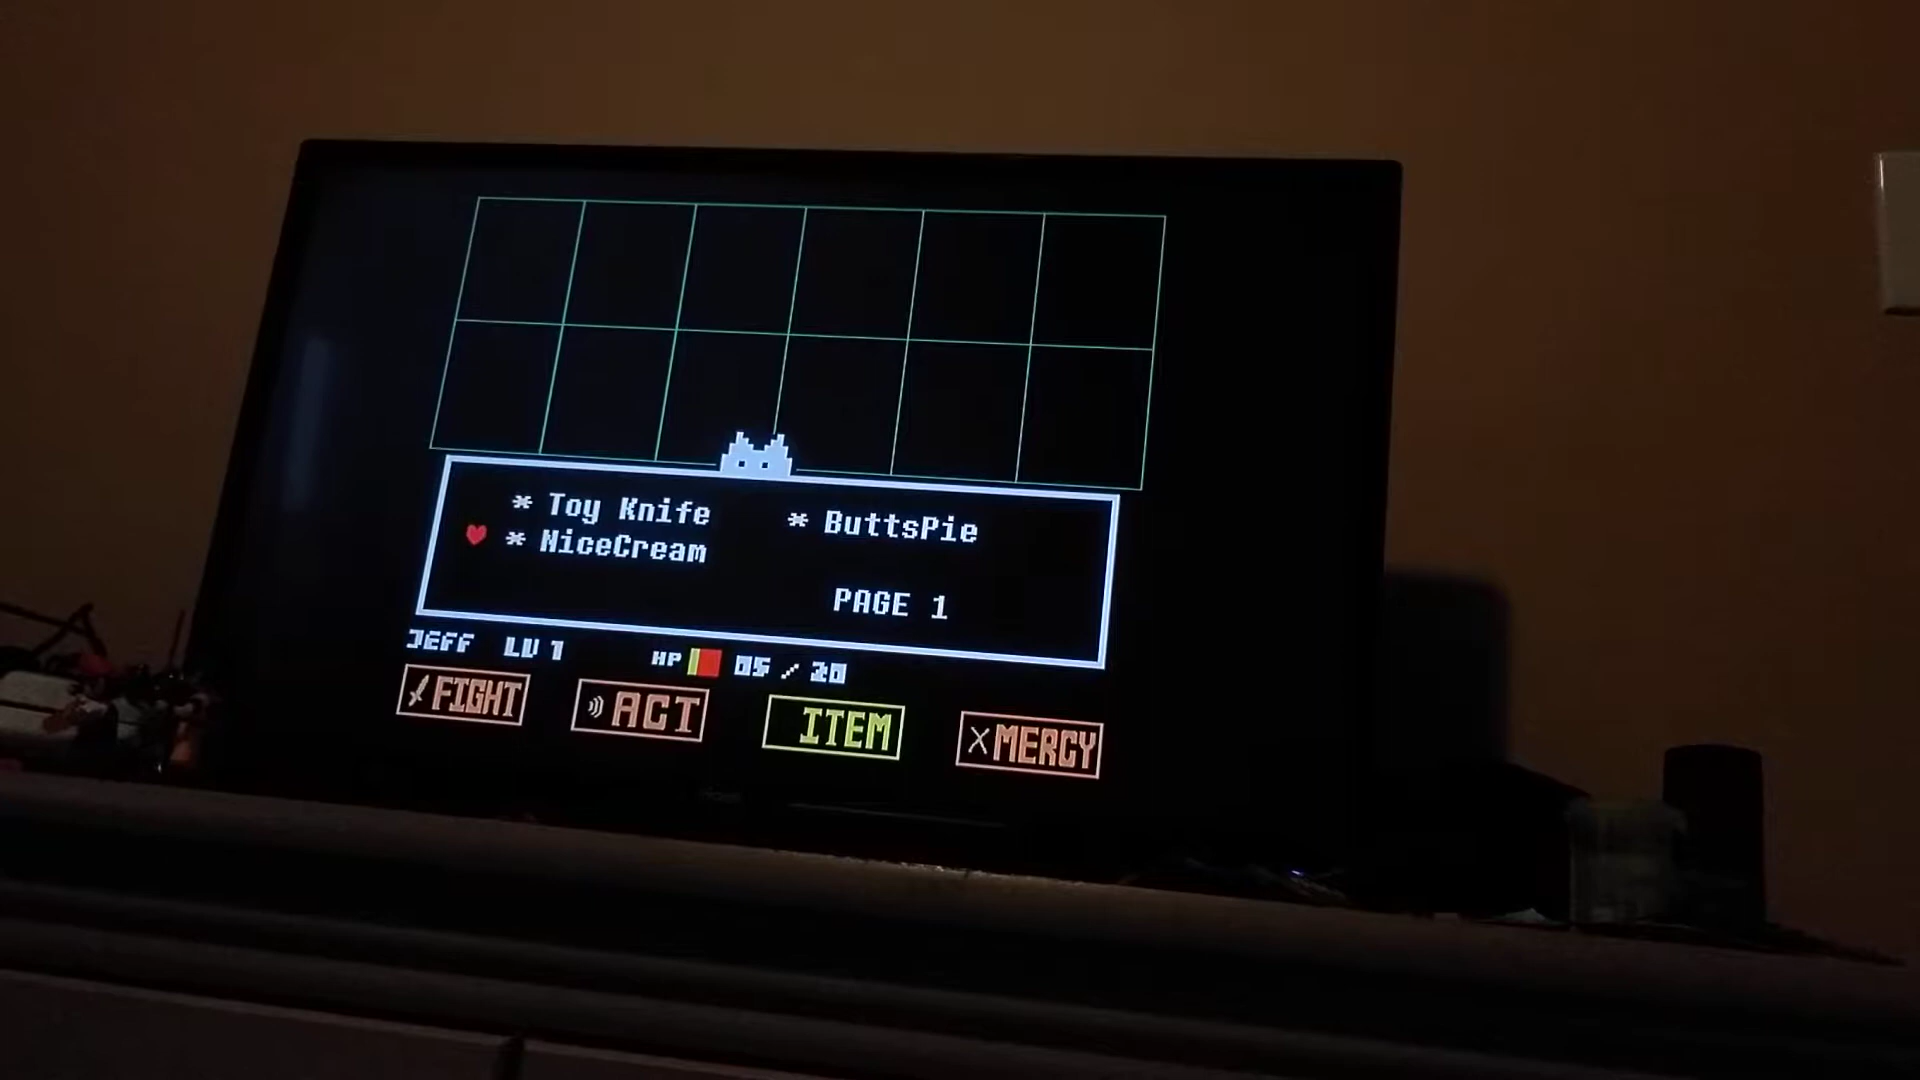 * Toy Knife * ButtsPie
* NiceCream
PAGE 1
JEFF LV 1 HP 05 / 20
FIGHT ACT ITEM MERCY